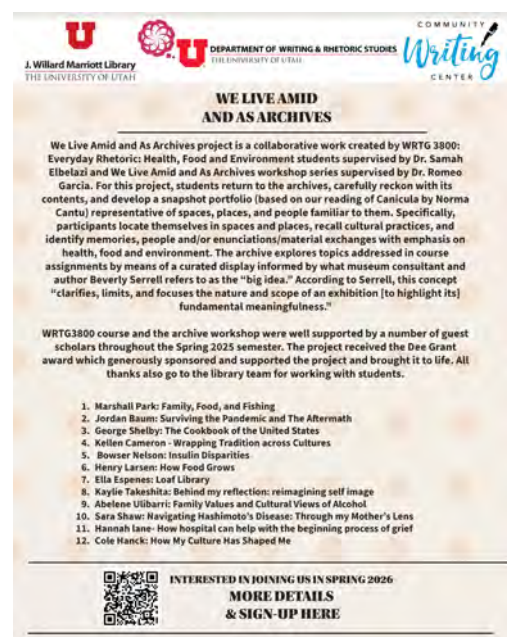 COMMUNITY
Writing
CENTER
U
J. Willard Marriott Library
THE UNIVERSITY OF UTAH
U
DEPARTMENT OF WRITING & RHETORIC STUDIES
THE UNIVERSITY OF UTAH
WE LIVE AMID
AND AS ARCHIVES
We Live Amid and As Archives project is a collaborative work created by WRTG 3800:
Everyday Rhetoric: Health, Food and Environment students supervised by Dr. Samah
Elbelazi and We Live Amid and As Archives workshop series supervised by Dr. Romeo
Garcia. For this project, students return to the archives, carefully reckon with its
contents, and develop a snapshot portfolio (based on our reading of Canicula by Norma
Cantu) representative of spaces, places, and people familiar to them. Specifically,
participants locate themselves in spaces and places, recall cultural practices, and
identify memories, people and/or enunciations/material exchanges with emphasis on
health, food and environment. The archive explores topics addressed in course
assignments by means of a curated display informed by what museum consultant and
author Beverly Serrell refers to as the “big idea.” According to Serrell, this concept
“clarifies, limits, and focuses the nature and scope of an exhibition [to highlight its]
fundamental meaningfulness.”
WRTG3800 course and the archive workshop were well supported by a number of guest
scholars throughout the Spring 2025 semester. The project received the Dee Grant
award which generously sponsored and supported the project and brought it to life. All
thanks also go to the library team for working with students.
1. Marshall Park: Family, Food, and Fishing
2. Jordan Baum: Surviving the Pandemic and The Aftermath
3. George Shelby: The Cookbook of the United States
4. Kellen Cameron - Wrapping Tradition across Cultures
5. Bowser Nelson: Insulin Disparities
6. Henry Larsen: How Food Grows
7. Ella Espenes: Loaf Library
8. Kaylie Takeshita: Behind my reflection: reimagining self image
9. Abelene Ulibarri: Family Values and Cultural Views of Alcohol
10. Sara Shaw: Navigating Hashimoto's Disease: Through my Mother's Lens
11. Hannah lane- How hospital can help with the beginning process of grief
12. Cole Hanck: How My Culture Has Shaped Me
INTERESTED IN JOINING US IN SPRING 2026
MORE DETAILS
& SIGN-UP HERE